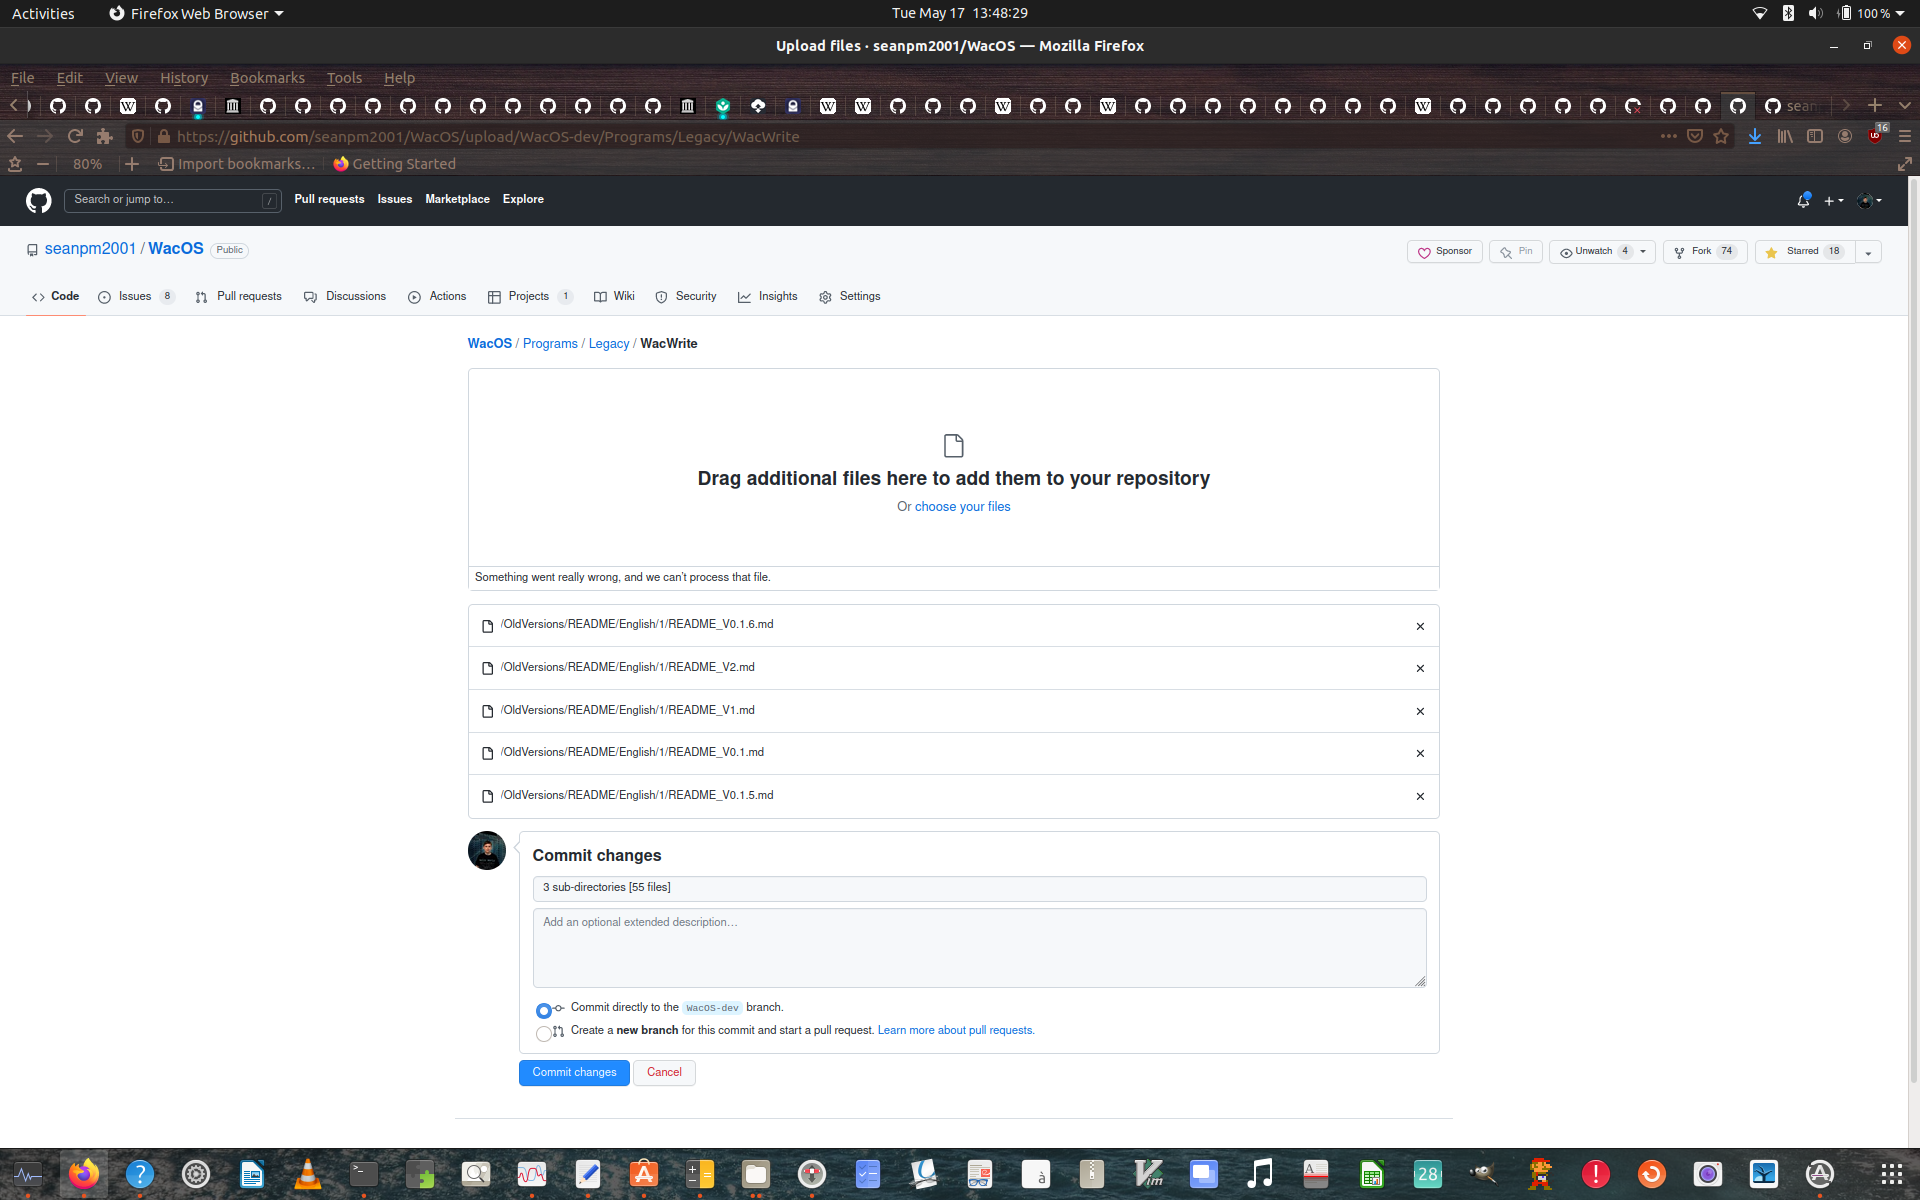 Activities Firefox Web Browser Tue May 17 13:48:29 100 %
Upload files · seanpm2001/WacOS — Mozilla Firefox
File Edit View History Bookmarks Tools Help
W W W W W W sean
https://github.com/seanpm2001/WacOS/upload/WacOS-dev/Programs/Legacy/WacWrite 16
80% Import bookmarks… Getting Started
Search or jump to… / Pull requests Issues Marketplace Explore
seanpm2001 / WacOS Public Sponsor Pin Unwatch 4 Fork 74 Starred 18
Code Issues 8 Pull requests Discussions Actions Projects 1 Wiki Security Insights Settings
WacOS / Programs / Legacy / WacWrite
Drag additional files here to add them to your repository
Or choose your files
Something went really wrong, and we can’t process that file.
/OldVersions/README/English/1/README_V0.1.6.md
/OldVersions/README/English/1/README_V2.md
/OldVersions/README/English/1/README_V1.md
/OldVersions/README/English/1/README_V0.1.md
/OldVersions/README/English/1/README_V0.1.5.md
Commit changes
3 sub-directories [55 files]
Add an optional extended description…
Commit directly to the WacOS-dev branch.
Create a new branch for this commit and start a pull request. Learn more about pull requests.
Commit changes Cancel
28